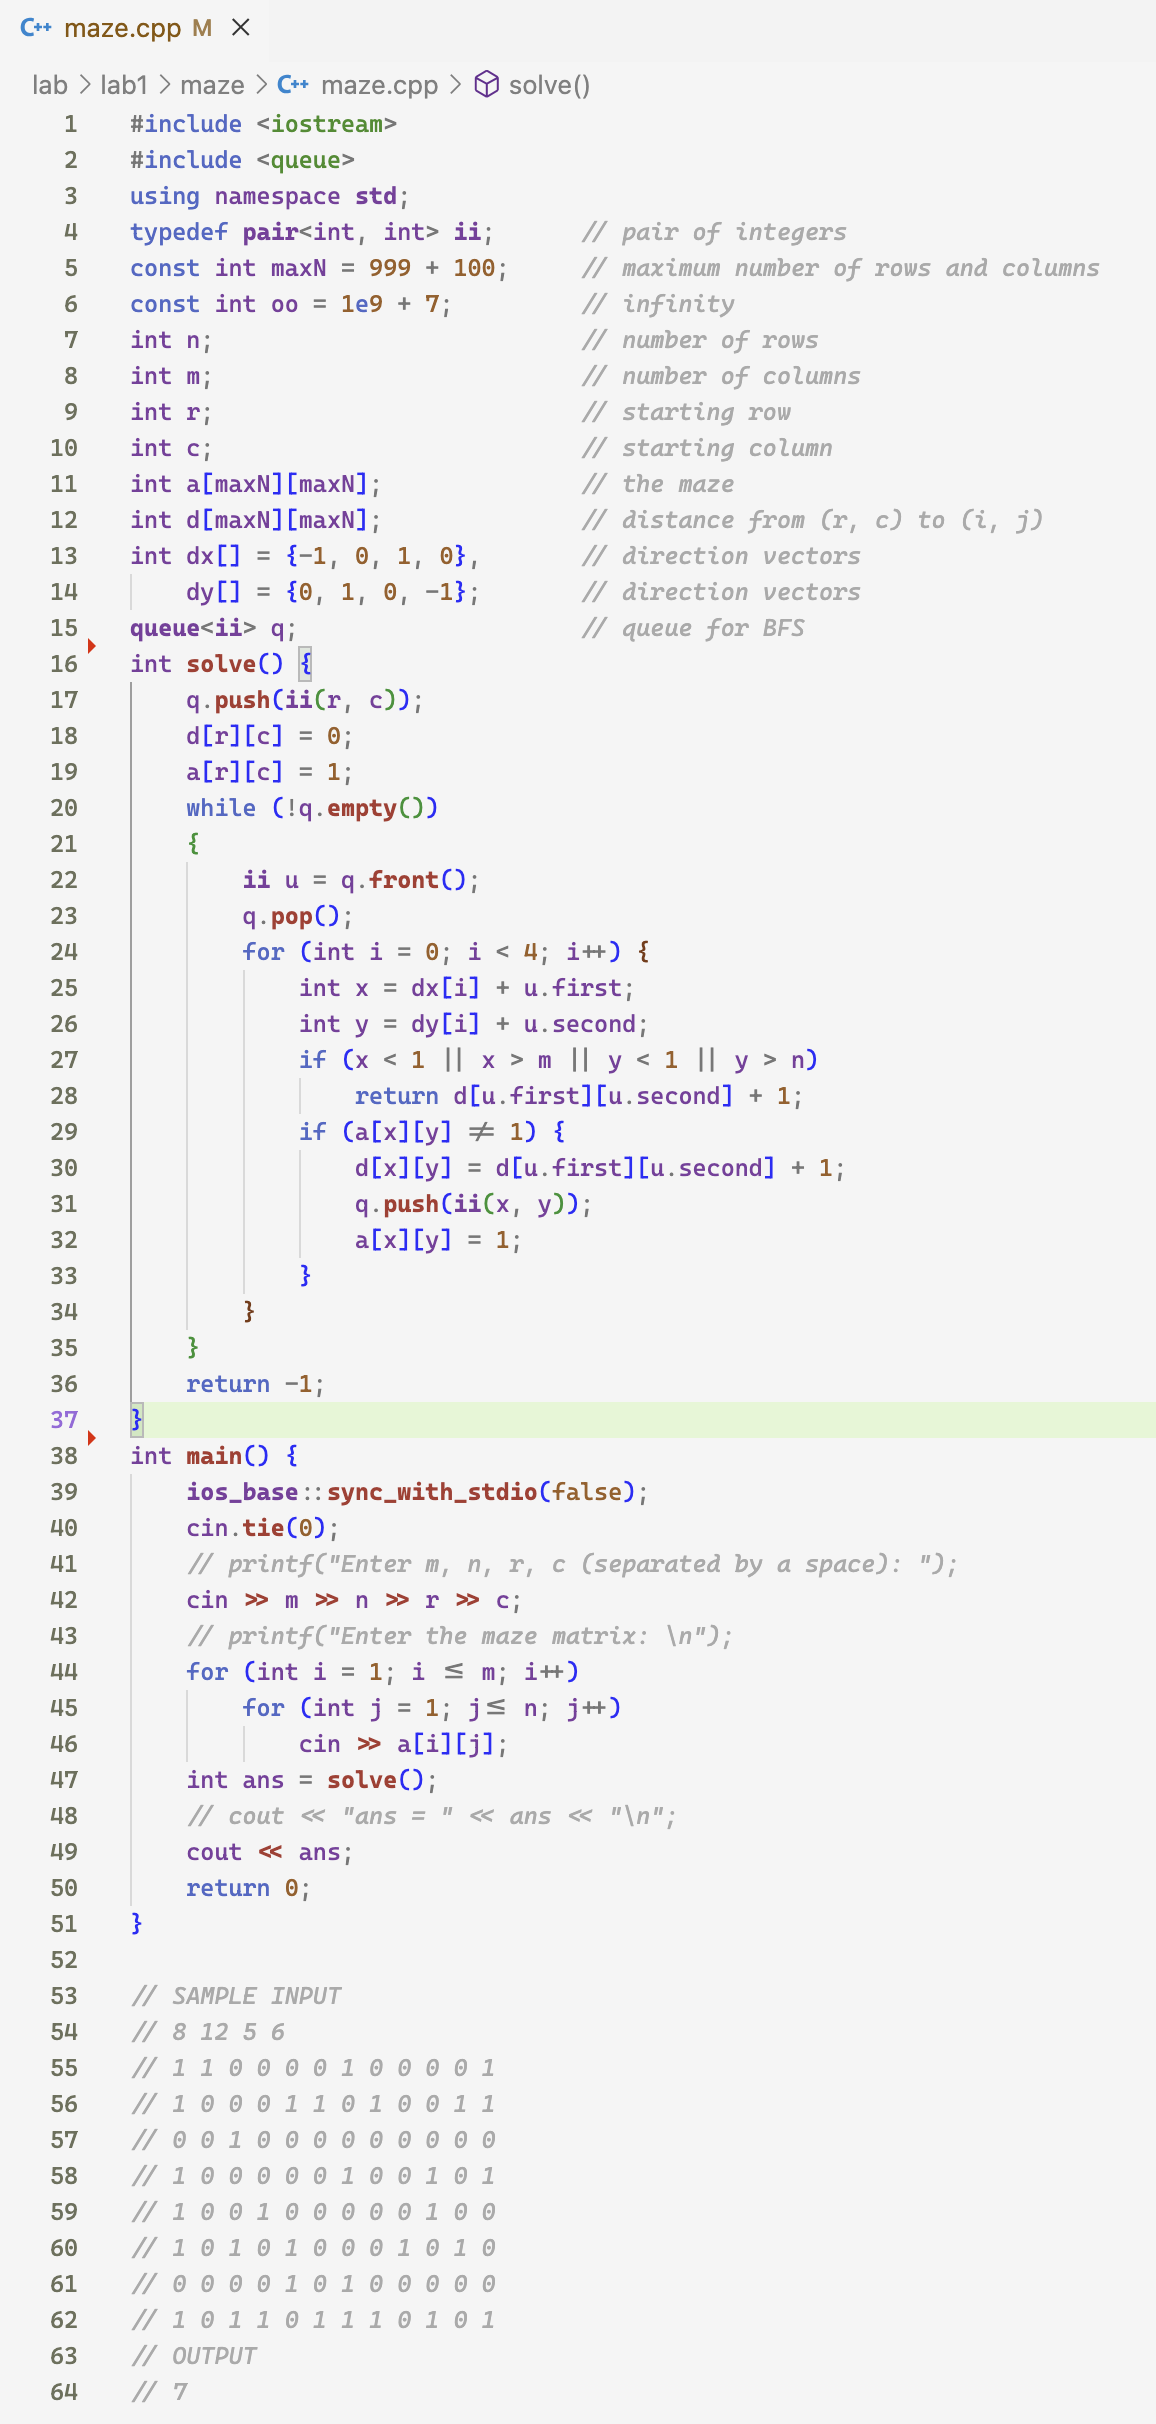 C++ maze.cpp M ×
lab > lab1 > maze > C++ maze.cpp > solve()
1 #include <iostream>
2 #include <queue>
3 using namespace std;
4 typedef pair<int, int> ii; // pair of integers
5 const int maxN = 999 + 100; // maximum number of rows and columns
6 const int oo = 1e9 + 7; // infinity
7 int n; // number of rows
8 int m; // number of columns
9 int r; // starting row
10 int c; // starting column
11 int a[maxN][maxN]; // the maze
12 int d[maxN][maxN]; // distance from (r, c) to (i, j)
13 int dx[] = {-1, 0, 1, 0}, // direction vectors
14     dy[] = {0, 1, 0, -1}; // direction vectors
15 queue<ii> q; // queue for BFS
16 int solve() {
17     q.push(ii(r, c));
18     d[r][c] = 0;
19     a[r][c] = 1;
20     while (!q.empty())
21     {
22         ii u = q.front();
23         q.pop();
24         for (int i = 0; i < 4; i++) {
25             int x = dx[i] + u.first;
26             int y = dy[i] + u.second;
27             if (x < 1 || x > m || y < 1 || y > n)
28                 return d[u.first][u.second] + 1;
29             if (a[x][y] != 1) {
30                 d[x][y] = d[u.first][u.second] + 1;
31                 q.push(ii(x, y));
32                 a[x][y] = 1;
33             }
34         }
35     }
36     return -1;
37 }
38 int main() {
39     ios_base::sync_with_stdio(false);
40     cin.tie(0);
41     // printf("Enter m, n, r, c (separated by a space): ");
42     cin >> m >> n >> r >> c;
43     // printf("Enter the maze matrix: \n");
44     for (int i = 1; i <= m; i++)
45         for (int j = 1; j<= n; j++)
46             cin >> a[i][j];
47     int ans = solve();
48     // cout << "ans = " << ans << "\n";
49     cout << ans;
50     return 0;
51 }
52
53 // SAMPLE INPUT
54 // 8 12 5 6
55 // 1 1 0 0 0 0 1 0 0 0 0 1
56 // 1 0 0 0 1 1 0 1 0 0 1 1
57 // 0 0 1 0 0 0 0 0 0 0 0 0
58 // 1 0 0 0 0 0 1 0 0 1 0 1
59 // 1 0 0 1 0 0 0 0 0 1 0 0
60 // 1 0 1 0 1 0 0 0 1 0 1 0
61 // 0 0 0 0 1 0 1 0 0 0 0 0
62 // 1 0 1 1 0 1 1 1 0 1 0 1
63 // OUTPUT
64 // 7